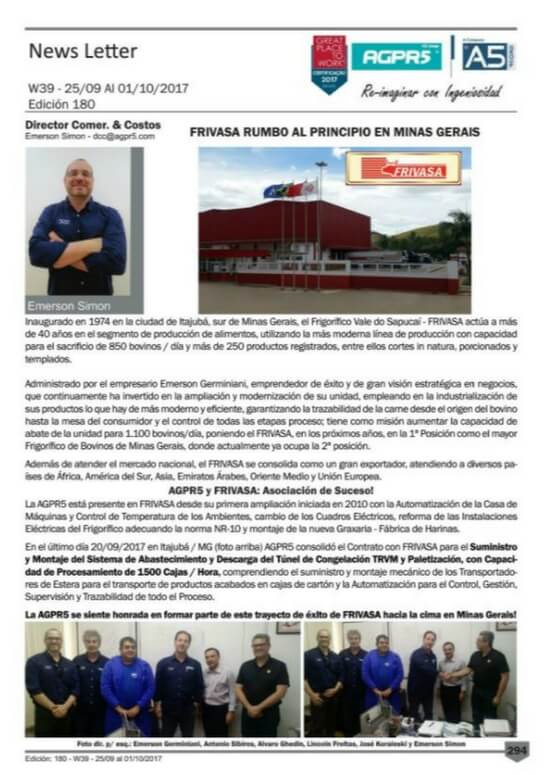 News Letter
W39 - 25/09 Al 01/10/2017
Edición 180
GREAT
PLACE
TO
WORK
CERTIFICAÇÃO
2017
AGPR5
A5
Re-imaginar con Ingeniosidad
Director Comer. & Costos
Emerson Simon - dcc@agpr5.com
FRIVASA RUMBO AL PRINCIPIO EN MINAS GERAIS
FRIVASA
Emerson Simon
Inaugurado en 1974 en la ciudad de Itajubá, sur de Minas Gerais, el Frigorífico Vale do Sapucaí - FRIVASA actúa a más
de 40 años en el segmento de producción de alimentos, utilizando la más moderna línea de producción con capacidad
para el sacrificio de 850 bovinos / día y más de 250 productos registrados, entre ellos cortes in natura, porcionados y
templados.
Administrado por el empresario Emerson Germiniani, emprendedor de éxito y de gran visión estratégica en negocios,
que continuamente ha invertido en la ampliación y modernización de su unidad, empleando en la industrialización de
sus productos lo que hay de más moderno y eficiente, garantizando la trazabilidad de la carne desde el origen del bovino
hasta la mesa del consumidor y el control de todas las etapas proceso; tiene como misión aumentar la capacidad de
abate de la unidad para 1.100 bovinos/día, poniendo el FRIVASA, en los próximos años, en la 1ª Posición como el mayor
Frigorífico de Bovinos de Minas Gerais, donde actualmente ya ocupa la 2ª posición.
Además de atender el mercado nacional, el FRIVASA se consolida como un gran exportador, atendiendo a diversos pa-
íses de África, América del Sur, Asia, Emiratos Árabes, Oriente Medio y Unión Europea.
AGPR5 y FRIVASA: Asociación de Suceso!
La AGPR5 está presente en FRIVASA desde su primera ampliación iniciada en 2010 con la Automatización de la Casa de
Máquinas y Control de Temperatura de los Ambientes, cambio de los Cuadros Eléctricos, reforma de las Instalaciones
Eléctricas del Frigorífico adecuando la norma NR-10 y montaje de la nueva Graxaria - Fábrica de Harinas.
En el último día 20/09/2017 en Itajubá / MG (foto arriba) AGPR5 consolidó el Contrato con FRIVASA para el Suministro
y Montaje del Sistema de Abastecimiento y Descarga del Túnel de Congelación TRVM y Paletización, con Capaci-
dad de Procesamiento de 1500 Cajas / Hora, comprendiendo el suministro y montaje mecánico de los Transportado-
res de Estera para el transporte de productos acabados en cajas de cartón y la Automatización para el Control, Gestión,
Supervisión y Trazabilidad de todo el Proceso.
La AGPR5 se siente honrada en formar parte de este trayecto de éxito de FRIVASA hacia la cima en Minas Gerais!
Foto dic. p/ esq.: Emerson Germiniani, Antonio Sibiros, Alvaro Ghedin, Lincoln Freitas, José Koraleski y Emerson Simon
294
Edición: 180 - W39 - 25/09 al 01/10/2017